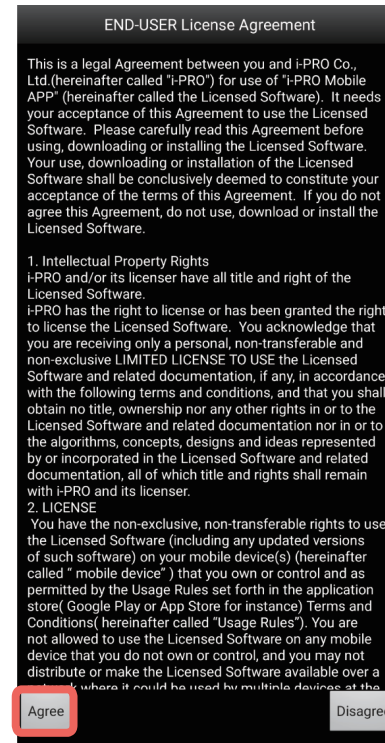 END-USER License Agreement
This is a legal Agreement between you and i-PRO Co.,
Ltd.(hereinafter called "i-PRO") for use of "i-PRO Mobile
APP" (hereinafter called the Licensed Software).  It needs
your acceptance of this Agreement to use the Licensed
Software.  Please carefully read this Agreement before
using, downloading or installing the Licensed Software.
Your use, downloading or installation of the Licensed
Software shall be conclusively deemed to constitute your
acceptance of the terms of this Agreement.  If you do not
agree this Agreement, do not use, download or install the
Licensed Software.
1. Intellectual Property Rights
i-PRO and/or its licenser have all title and right of the
Licensed Software.
i-PRO has the right to license or has been granted the right
to license the Licensed Software.  You acknowledge that
you are receiving only a personal, non-transferable and
non-exclusive LIMITED LICENSE TO USE the Licensed
Software and related documentation, if any, in accordance
with the following terms and conditions, and that you shall
obtain no title, ownership nor any other rights in or to the
Licensed Software and related documentation nor in or to
the algorithms, concepts, designs and ideas represented
by or incorporated in the Licensed Software and related
documentation, all of which title and rights shall remain
with i-PRO and its licenser.
2. LICENSE
You have the non-exclusive, non-transferable rights to use
the Licensed Software (including any updated versions
of such software) on your mobile device(s) (hereinafter
called “ mobile device” ) that you own or control and as
permitted by the Usage Rules set forth in the application
store( Google Play or App Store for instance) Terms and
Conditions( hereinafter called “Usage Rules”). You are
not allowed to use the Licensed Software on any mobile
device that you do not own or control, and you may not
distribute or make the Licensed Software available over a
where it could be used by multiple devices at the
Agree
Disagree